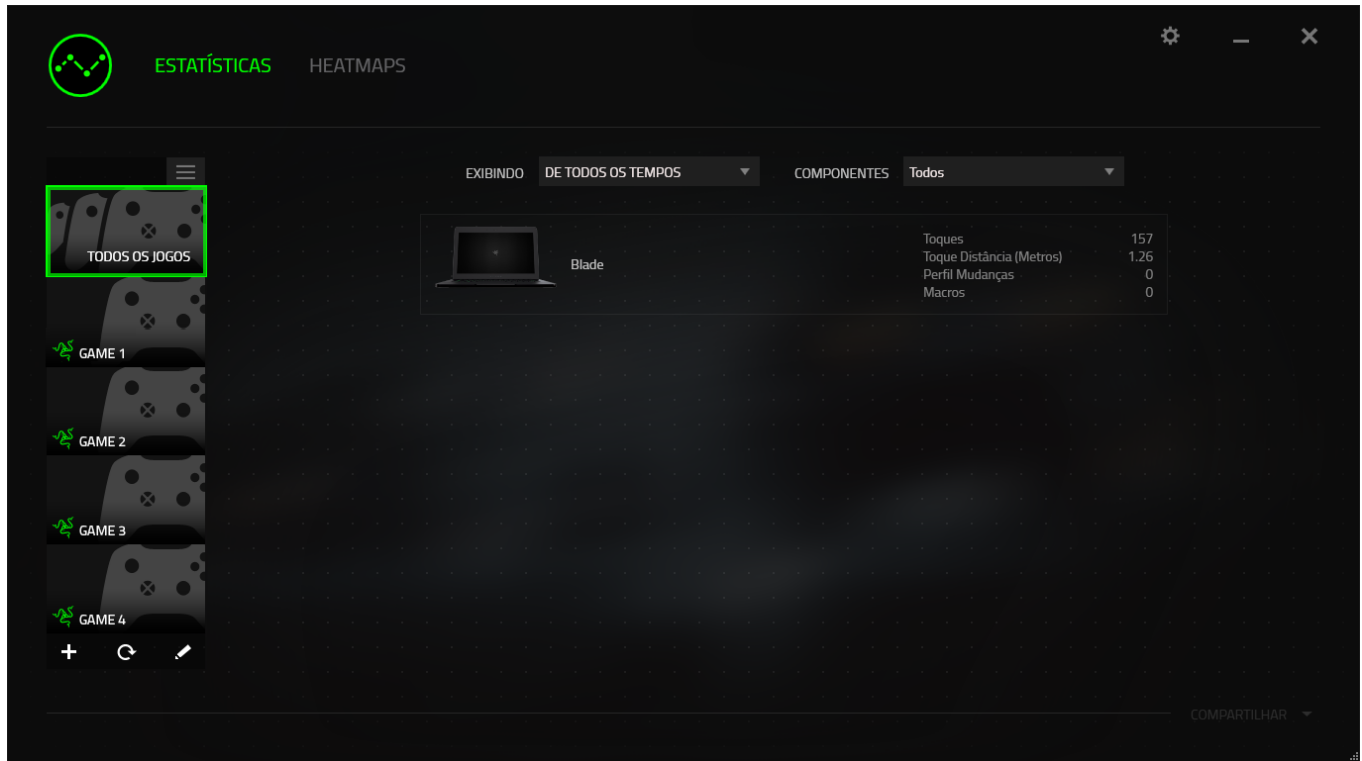 ESTATÍSTICAS HEATMAPS
EXIBINDO DE TODOS OS TEMPOS COMPONENTES Todos
TODOS OS JOGOS
GAME 1
GAME 2
GAME 3
GAME 4
Blade
Toques 157
Toque Distância (Metros) 1.26
Perfil Mudanças 0
Macros 0
COMPARTILHAR